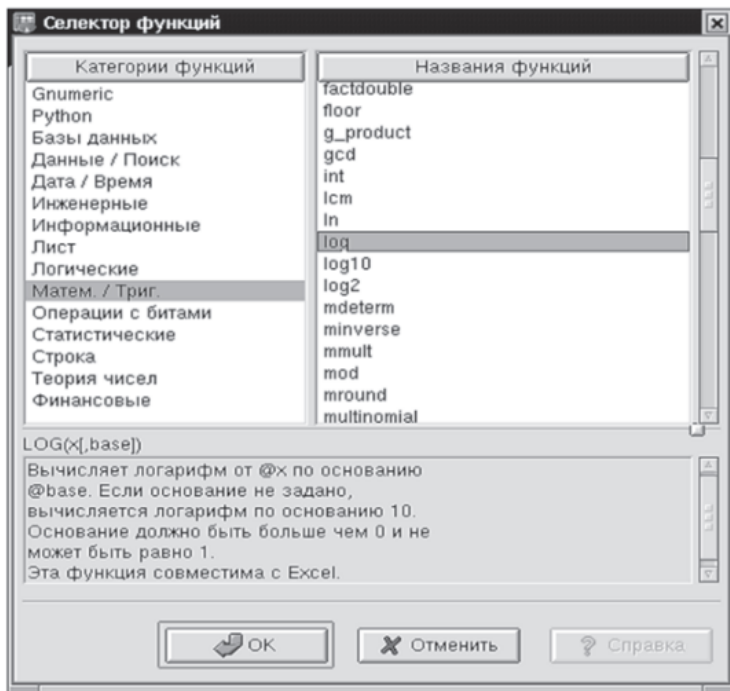 Селектор функций
Категории функций
Gnumeric
Python
Базы данных
Данные / Поиск
Дата / Время
Инженерные
Информационные
Лист
Логические
Матем. / Триг.
Операции с битами
Статистические
Строка
Теория чисел
Финансовые
Названия функций
factdouble
floor
g_product
gcd
int
lcm
ln
log
log10
log2
mdeterm
minverse
mmult
mod
mround
multinomial
LOG(x[,base])
Вычисляет логарифм от @x по основанию
@base. Если основание не задано,
вычисляется логарифм по основанию 10.
Основание должно быть больше чем 0 и не
может быть равно 1.
Эта функция совместима с Excel.
OK
Отменить
Справка